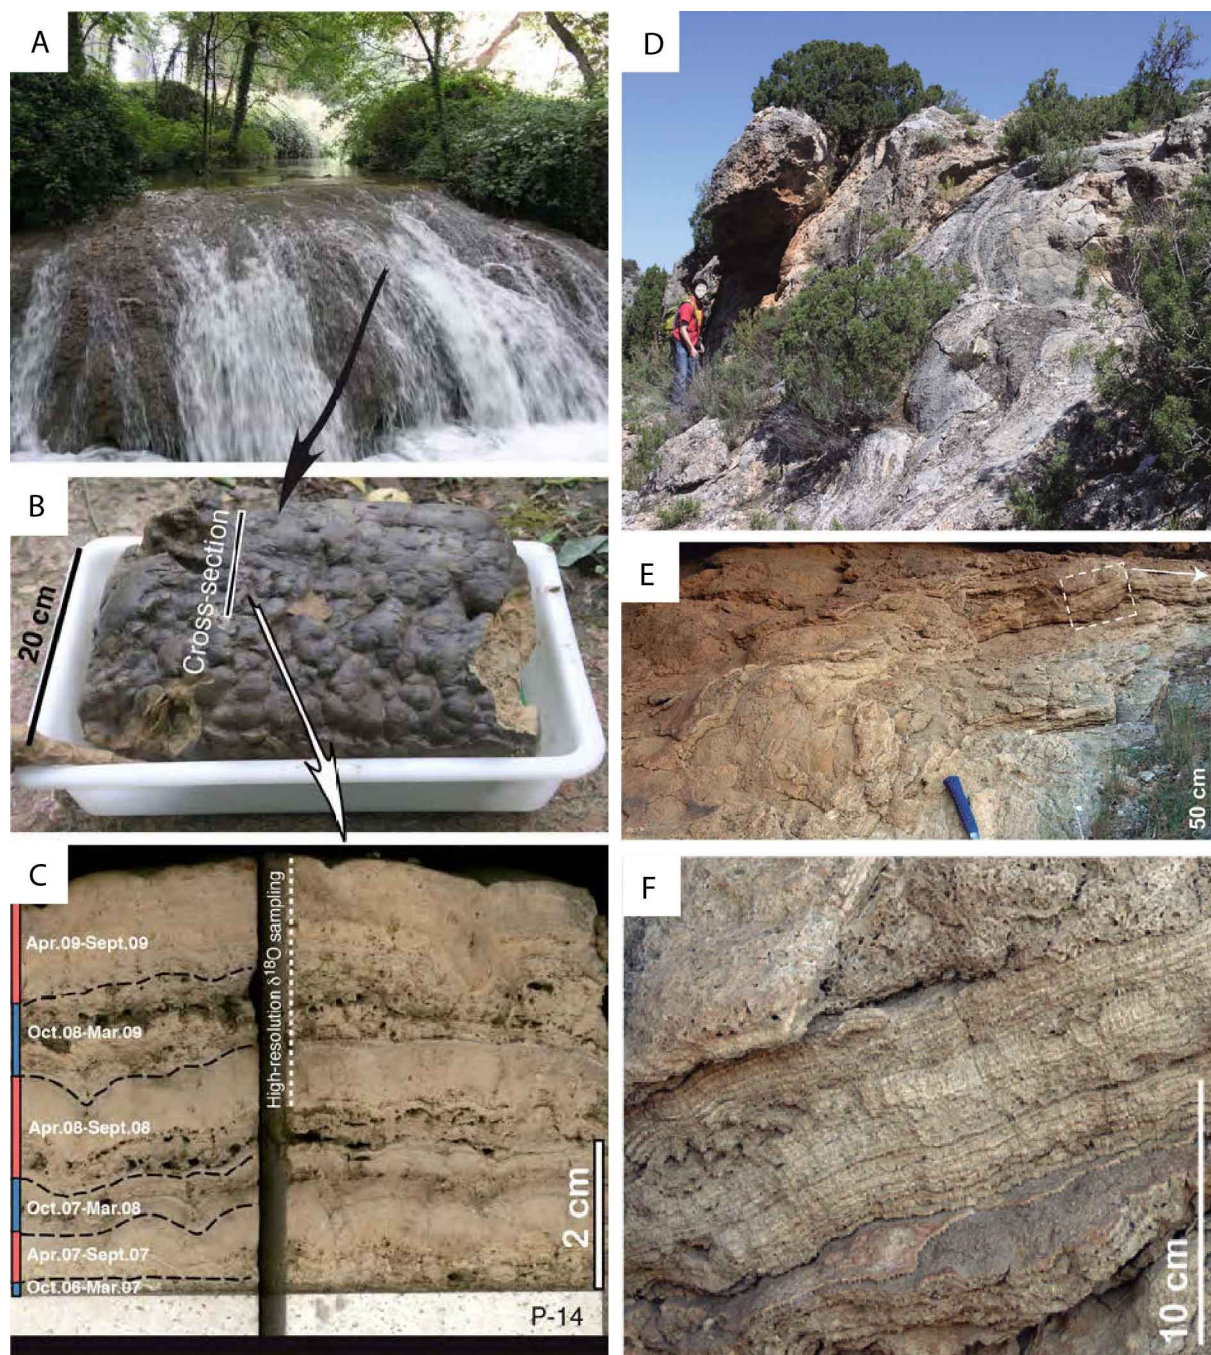 A
B
Cross-section
20 cm
C
Apr.09-Sept.09
Oct.08-Mar.09
Apr.08-Sept.08
Oct.07-Mar.08
Apr.07-Sept.07
Oct.06-Mar.07
High-resolution δ¹⁸O sampling
2 cm
P-14
D
E
50 cm
F
10 cm